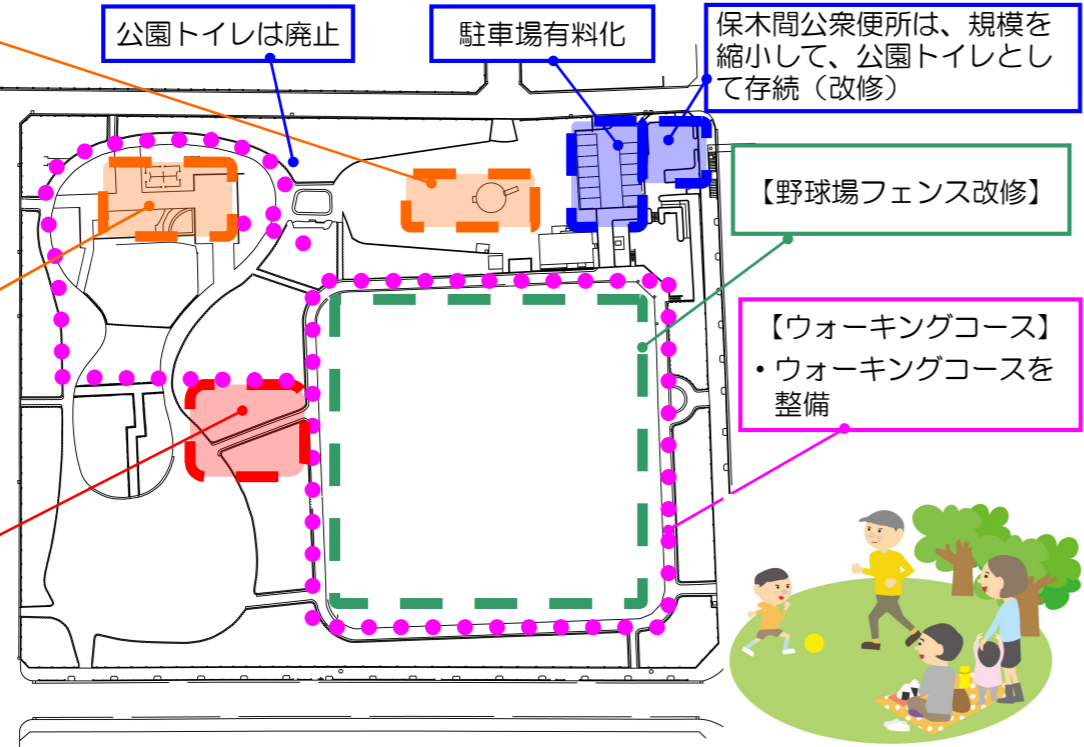 公園トイレは廃止
駐車場有料化
保木間公衆便所は、規模を
縮小して、公園トイレとし
て存続（改修）
【野球場フェンス改修】
【ウォーキングコース】
・ウォーキングコースを
整備